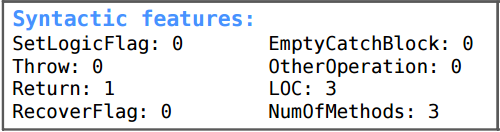 Syntactic features:
SetLogicFlag: 0 EmptyCatchBlock: 0
Throw: 0 OtherOperation: 0
Return: 1 LOC: 3
RecoverFlag: 0 NumOfMethods: 3